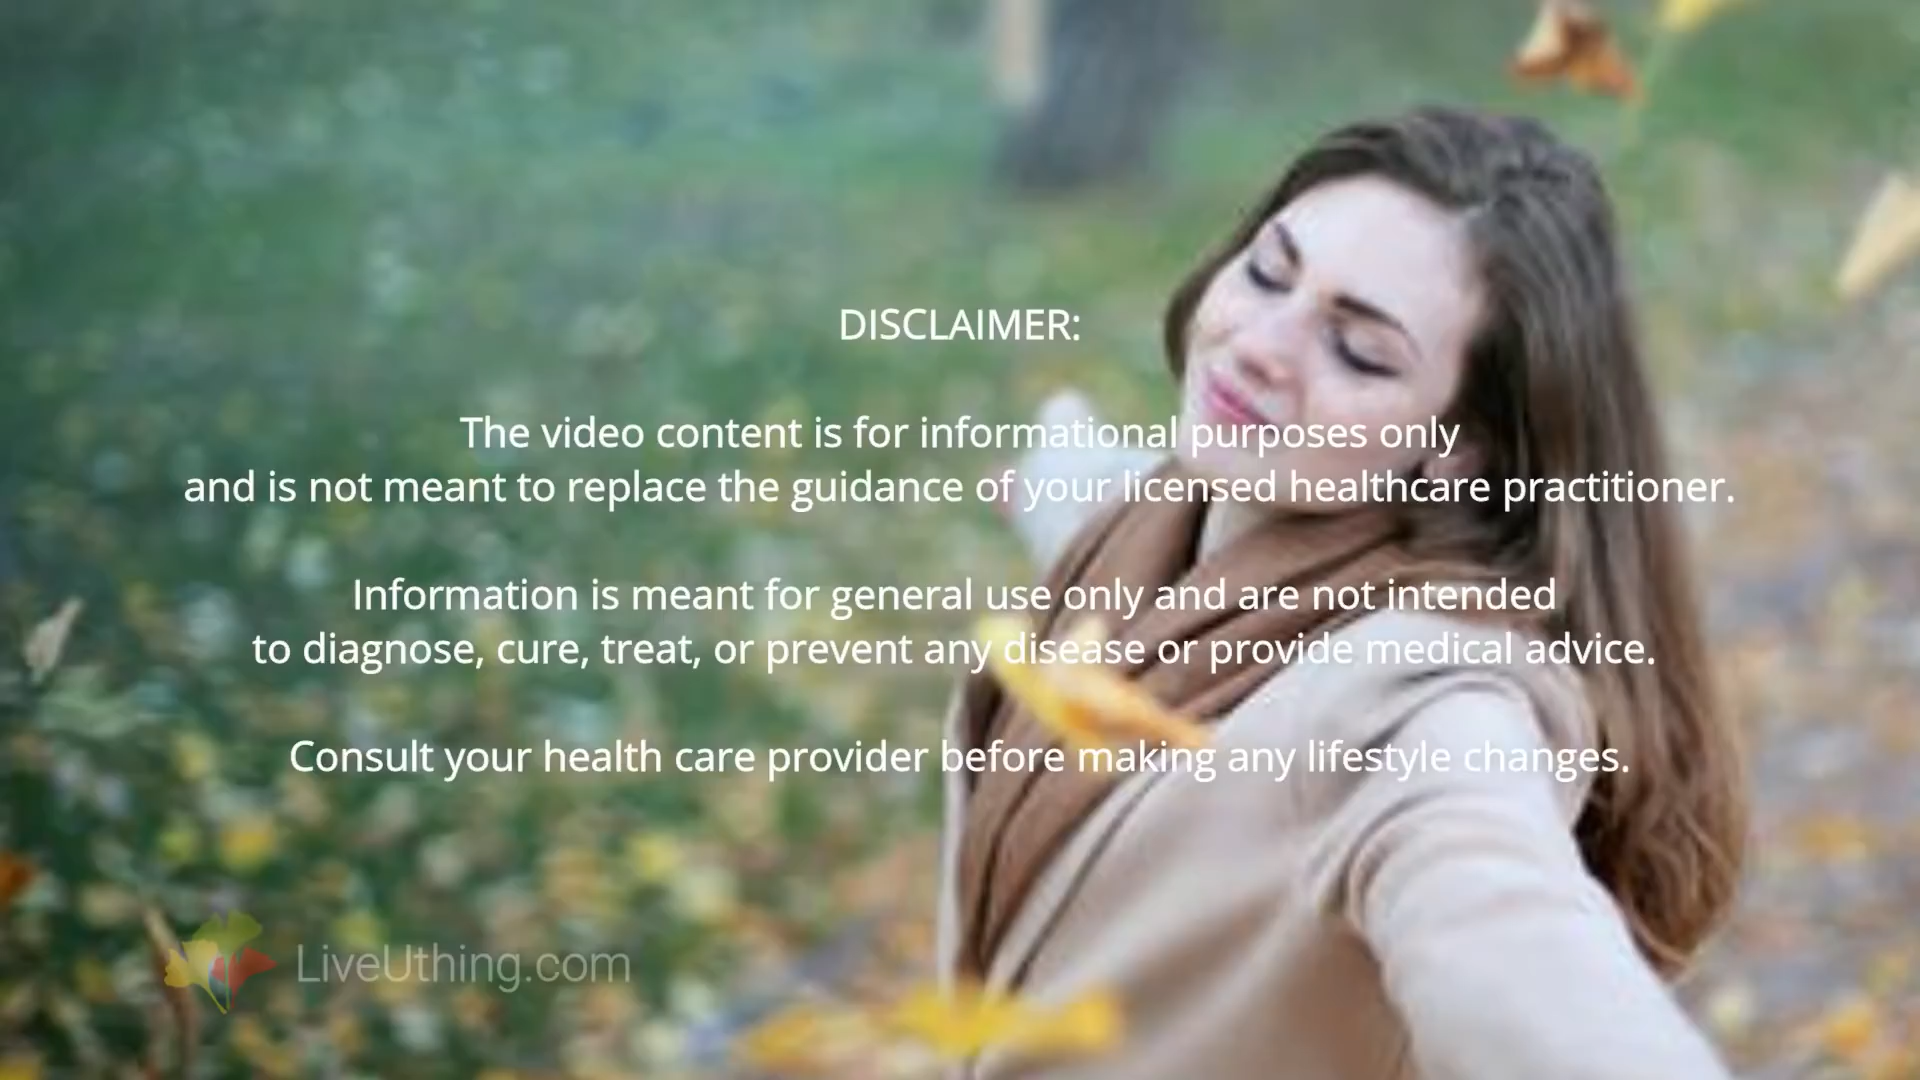 DISCLAIMER:
The video content is for informational purposes only
and is not meant to replace the guidance of your licensed healthcare practitioner.
Information is meant for general use only and are not intended
to diagnose, cure, treat, or prevent any disease or provide medical advice.
Consult your health care provider before making any lifestyle changes.
LiveUthing.com